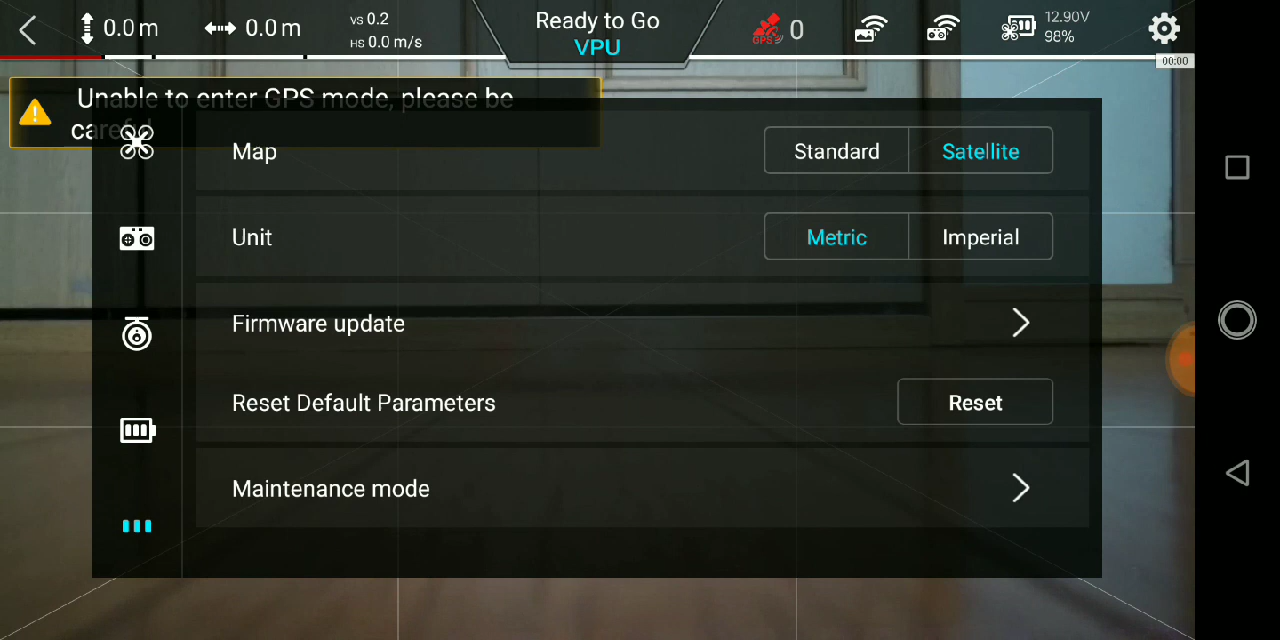 0.0 m
0.0 m
VS 0.2
HS 0.0 m/s
Ready to Go
VPU
GPS
0
12.90V
98%
00:00
Unable to enter GPS mode, please be
careful
Map
Standard
Satellite
Unit
Metric
Imperial
Firmware update
Reset Default Parameters
Reset
Maintenance mode